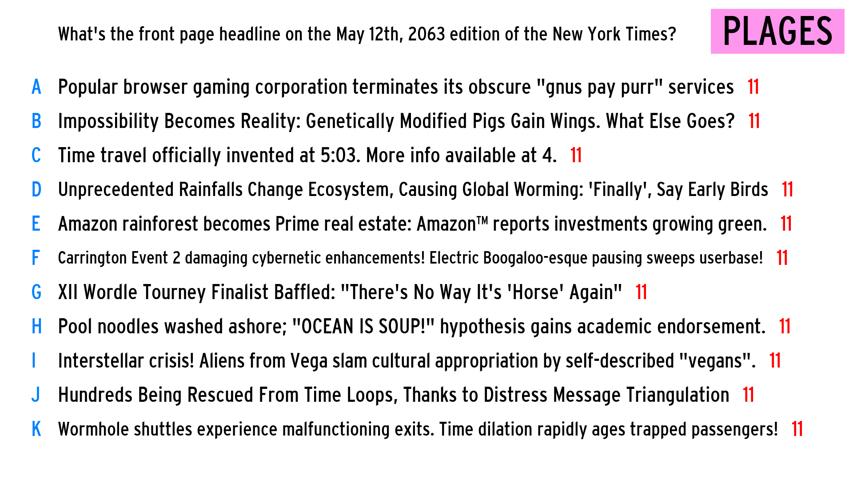 What's the front page headline on the May 12th, 2063 edition of the New York Times?
PLAGES
A Popular browser gaming corporation terminates its obscure "gnus pay purr" services 11
B Impossibility Becomes Reality: Genetically Modified Pigs Gain Wings. What Else Goes? 11
C Time travel officially invented at 5:03. More info available at 4. 11
D Unprecedented Rainfalls Change Ecosystem, Causing Global Worming: 'Finally', Say Early Birds 11
E Amazon rainforest becomes Prime real estate: Amazon™ reports investments growing green. 11
F Carrington Event 2 damaging cybernetic enhancements! Electric Boogaloo-esque pausing sweeps userbase! 11
G XII Wordle Tourney Finalist Baffled: "There's No Way It's 'Horse' Again" 11
H Pool noodles washed ashore; "OCEAN IS SOUP!" hypothesis gains academic endorsement. 11
I Interstellar crisis! Aliens from Vega slam cultural appropriation by self-described "vegans". 11
J Hundreds Being Rescued From Time Loops, Thanks to Distress Message Triangulation 11
K Wormhole shuttles experience malfunctioning exits. Time dilation rapidly ages trapped passengers! 11